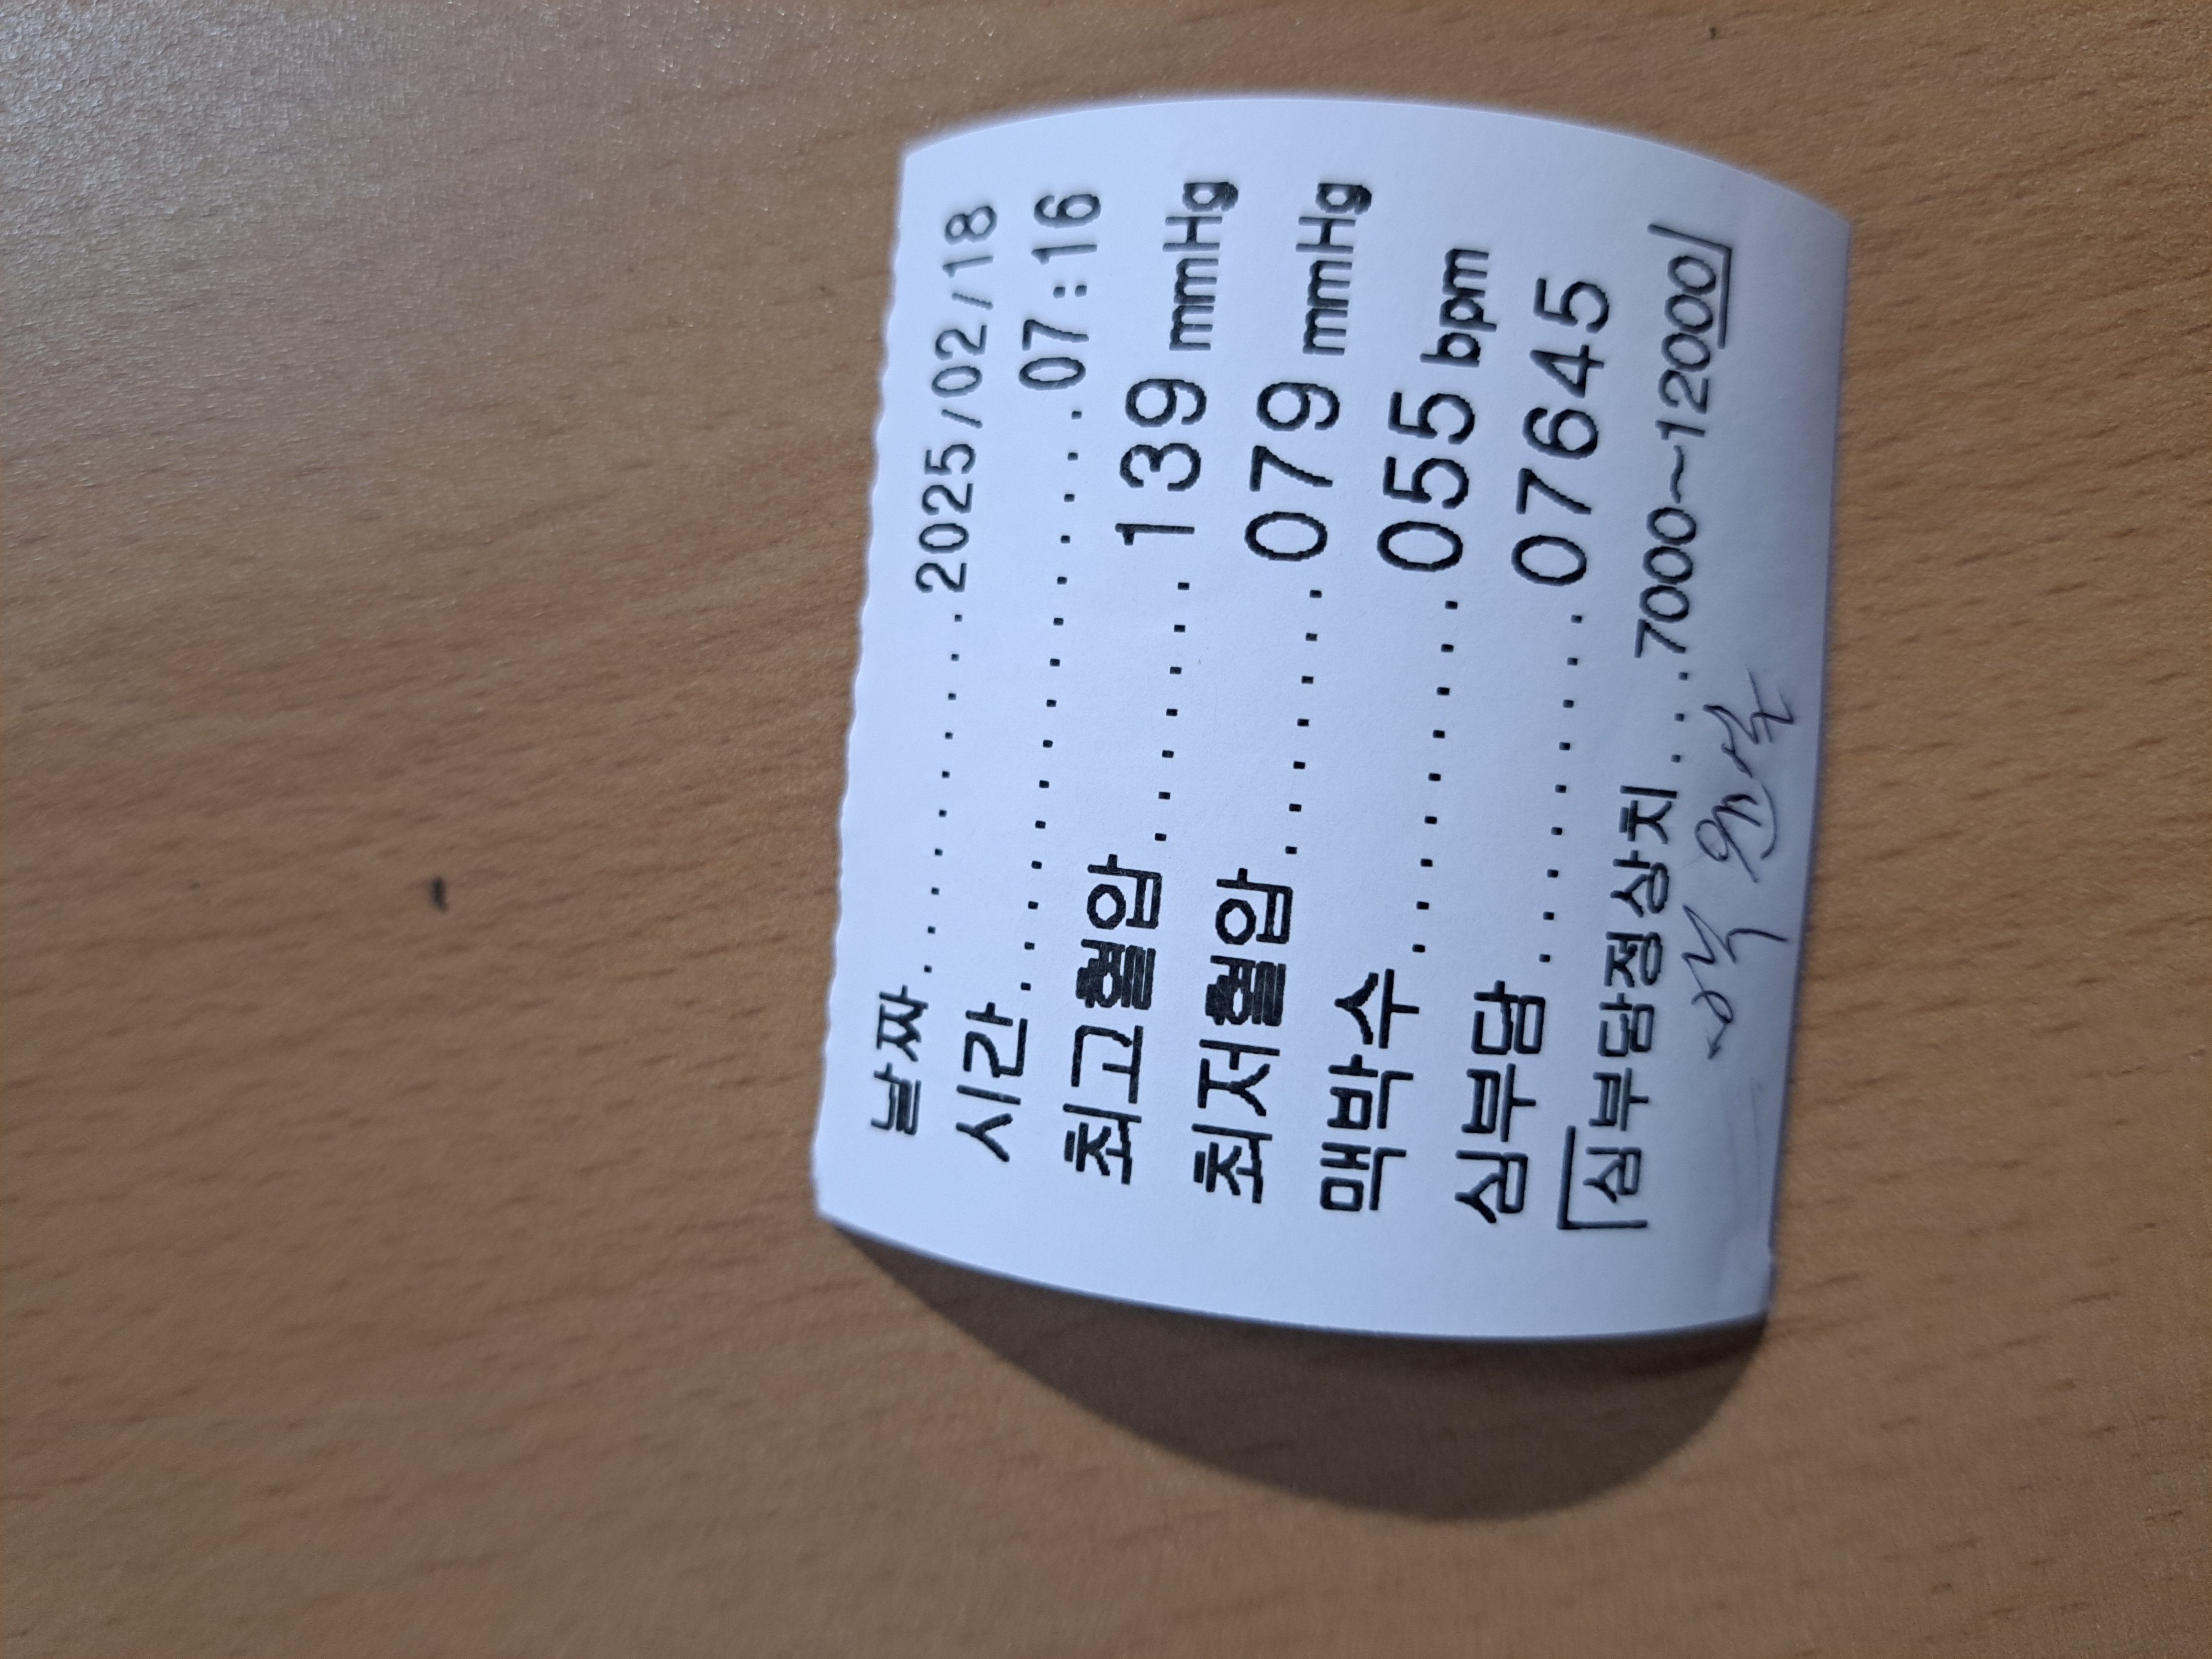 날짜..........2025/02/18
시간...............07:16
최고혈압........139 mmHg
최저혈압.......079 mmHg
맥박수.........055 bpm
심부담.........07645
「심부담정상치...7000~12000」